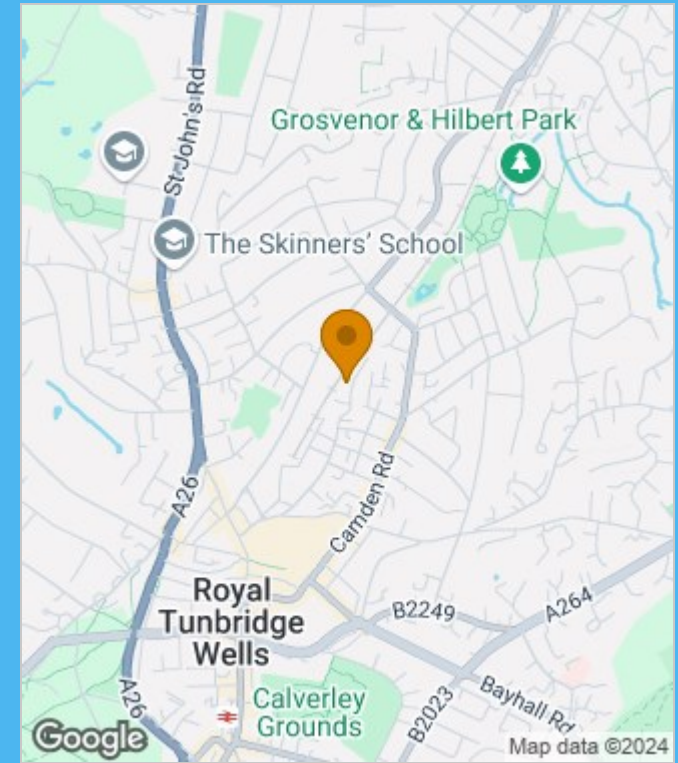 St John's Rd
Grosvenor & Hilbert Park
The Skinners' School
A26
Camden Rd
Royal
Tunbridge
Wells
B2249
A264
A26
Calverley
Grounds
B2023
Bayhall Rd
Google
Map data ©2024